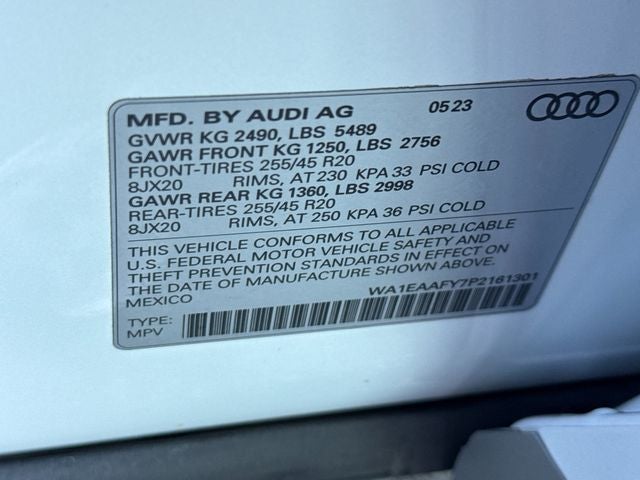 MFD. BY AUDI AG 05 23
GVWR KG 2490, LBS 5489
GAWR FRONT KG 1250, LBS 2756
FRONT-TIRES 255/45 R20
8JX20 RIMS, AT 230 KPA 33 PSI COLD
GAWR REAR KG 1360, LBS 2998
REAR-TIRES 255/45 R20
8JX20 RIMS, AT 250 KPA 36 PSI COLD
THIS VEHICLE CONFORMS TO ALL APPLICABLE
U.S. FEDERAL MOTOR VEHICLE SAFETY AND
THEFT PREVENTION STANDARDS IN EFFECT ON
THE DATE OF MANUFACTURE SHOWN ABOVE.
MEXICO
WA1EAAFY7P2161301
TYPE:
MPV